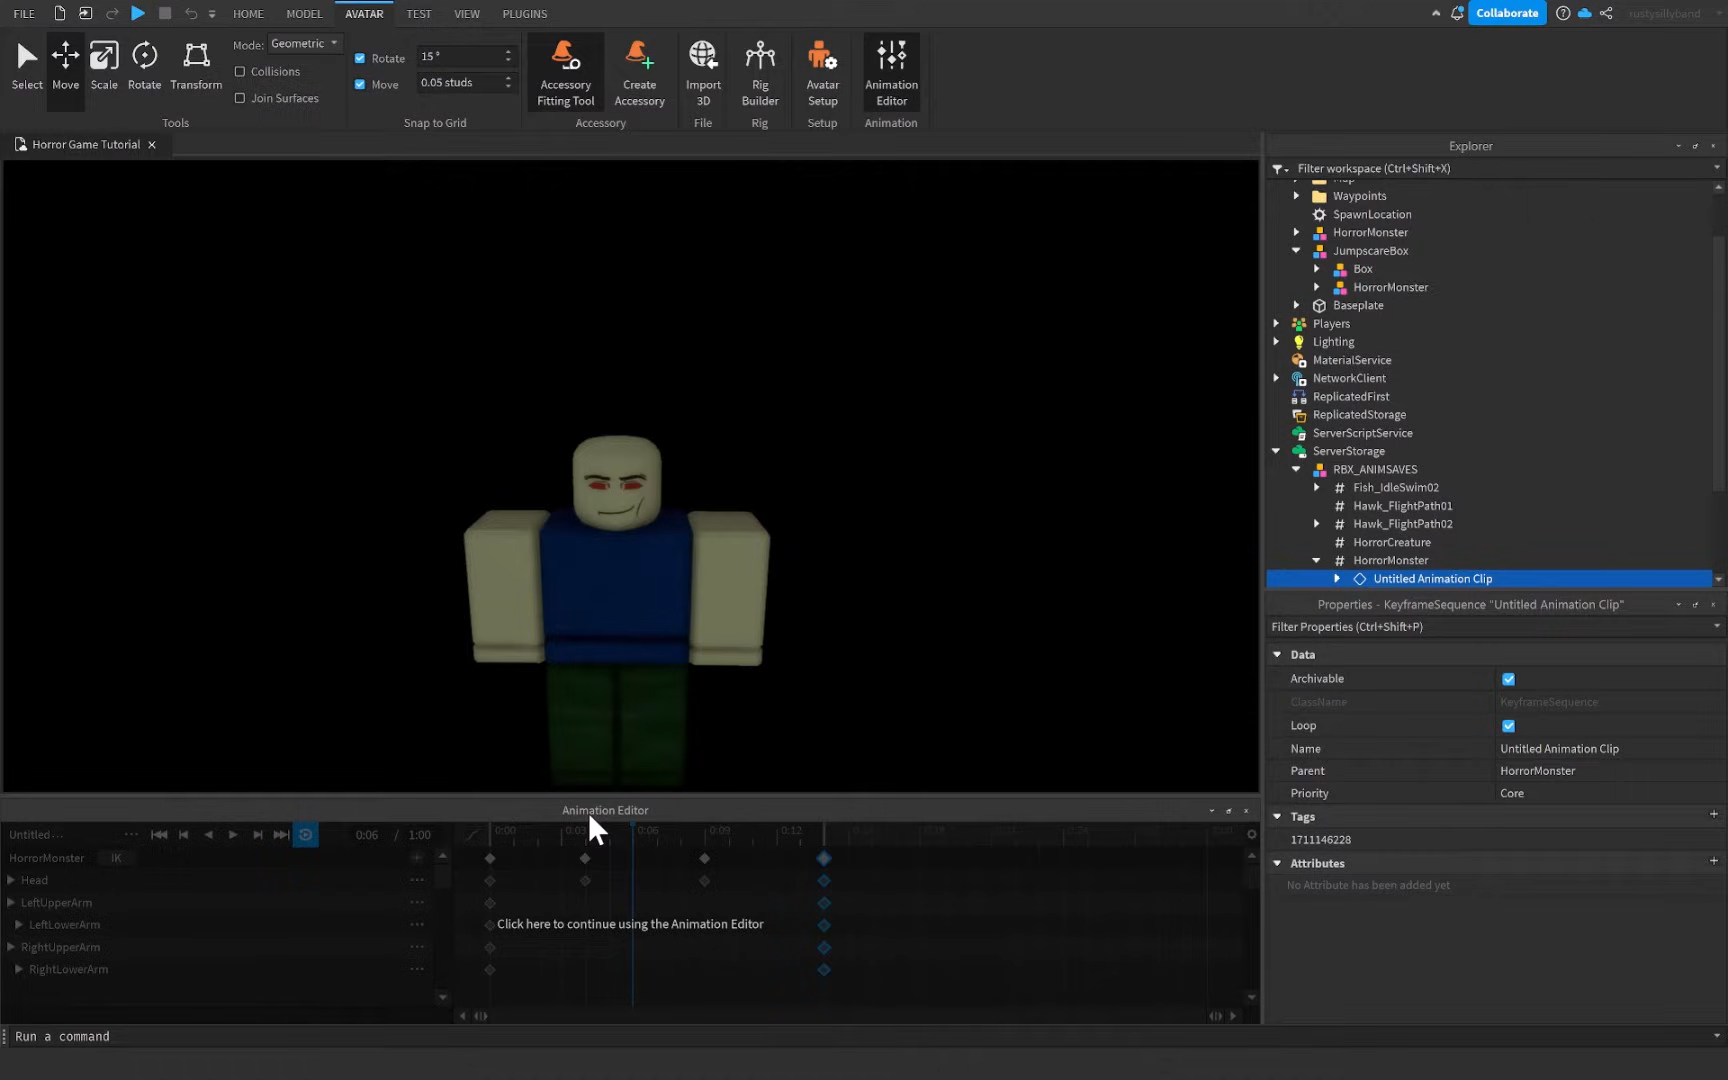 FILE HOME MODEL AVATAR TEST VIEW PLUGINS Collaborate rustysillyband
Select Move Scale Rotate Transform
Mode: Geometric
Collisions
Join Surfaces
Tools
Rotate 15 °
Move 0.05 studs
Snap to Grid
Accessory Fitting Tool
Create Accessory
Accessory
Import 3D
File
Rig Builder
Rig
Avatar Setup
Setup
Animation Editor
Animation
Horror Game Tutorial
Explorer
Filter workspace (Ctrl+Shift+X)
Map
Waypoints
SpawnLocation
HorrorMonster
JumpscareBox
Box
HorrorMonster
Baseplate
Players
Lighting
MaterialService
NetworkClient
ReplicatedFirst
ReplicatedStorage
ServerScriptService
ServerStorage
RBX_ANIMSAVES
# Fish_IdleSwim02
# Hawk_FlightPath01
# Hawk_FlightPath02
# HorrorCreature
# HorrorMonster
Untitled Animation Clip
Properties - KeyframeSequence "Untitled Animation Clip"
Filter Properties (Ctrl+Shift+P)
Data
Archivable
ClassName KeyframeSequence
Loop
Name Untitled Animation Clip
Parent HorrorMonster
Priority Core
Tags
1711146228
Attributes
No Attribute has been added yet
Animation Editor
Untitled ... 0:06 / 1:00 0:00 0:03 0:06 0:09 0:12
HorrorMonster IK
Head
LeftUpperArm
LeftLowerArm
RightUpperArm
RightLowerArm
Click here to continue using the Animation Editor
Run a command